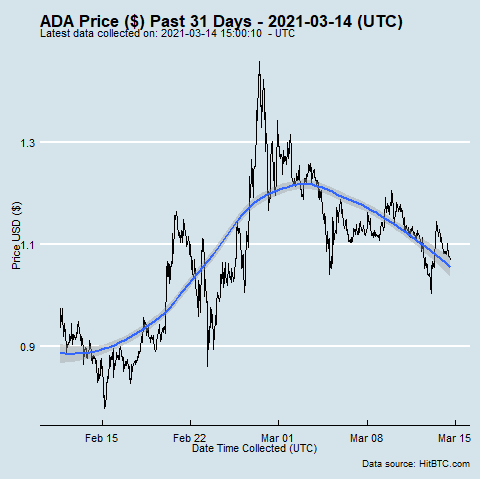 ADA Price ($) Past 31 Days - 2021-03-14 (UTC)
Latest data collected on: 2021-03-14 15:00:10 - UTC
Price USD ($)
1.3
1.1
0.9
Feb 15 Feb 22 Mar 01 Mar 08 Mar 15
Date Time Collected (UTC)
Data source: HitBTC.com